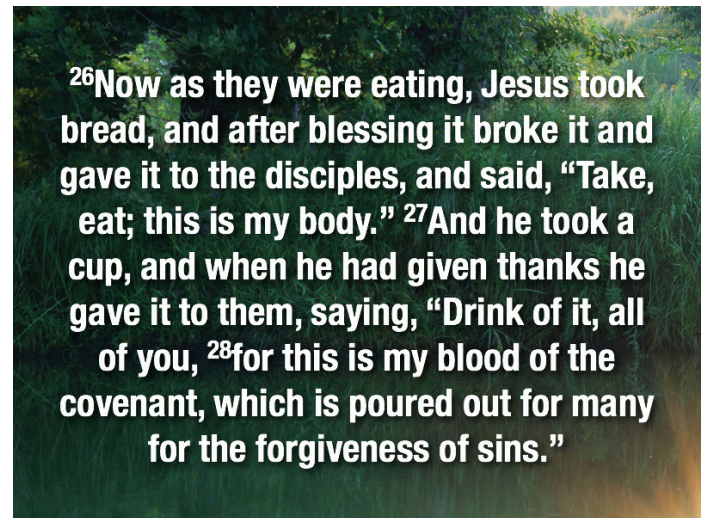 ²⁶Now as they were eating, Jesus took
bread, and after blessing it broke it and
gave it to the disciples, and said, “Take,
eat; this is my body.” ²⁷And he took a
cup, and when he had given thanks he
gave it to them, saying, “Drink of it, all
of you, ²⁸for this is my blood of the
covenant, which is poured out for many
for the forgiveness of sins.”